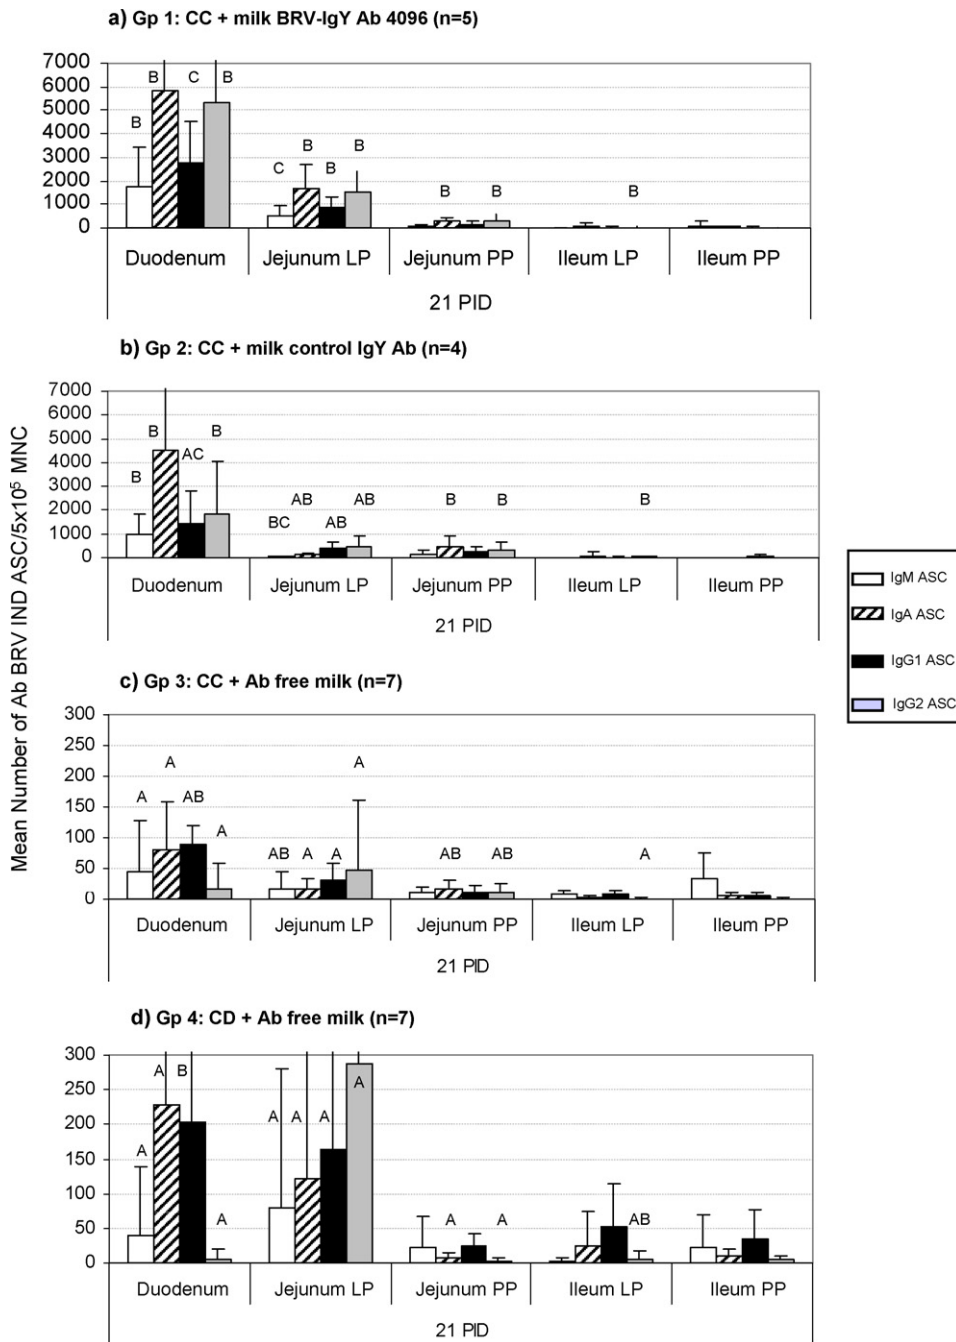 a) Gp 1: CC + milk BRV-IgY Ab 4096 (n=5)
7000
6000
5000
4000
3000
2000
1000
0
B B C B
C B B B
B B
B
Duodenum Jejunum LP Jejunum PP Ileum LP Ileum PP
21 PID
b) Gp 2: CC + milk control IgY Ab (n=4)
7000
6000
5000
4000
3000
2000
1000
0
B B AC B
BC AB AB AB
B B
B
Duodenum Jejunum LP Jejunum PP Ileum LP Ileum PP
21 PID
Mean Number of Ab BRV IND ASC/5x10⁵ MNC
IgM ASC
IgA ASC
IgG1 ASC
IgG2 ASC
c) Gp 3: CC + Ab free milk (n=7)
300
250
200
150
100
50
0
A A AB A
AB A A A
AB AB
A
Duodenum Jejunum LP Jejunum PP Ileum LP Ileum PP
21 PID
d) Gp 4: CD + Ab free milk (n=7)
300
250
200
150
100
50
0
A A B A
A A A A
A A
AB
Duodenum Jejunum LP Jejunum PP Ileum LP Ileum PP
21 PID